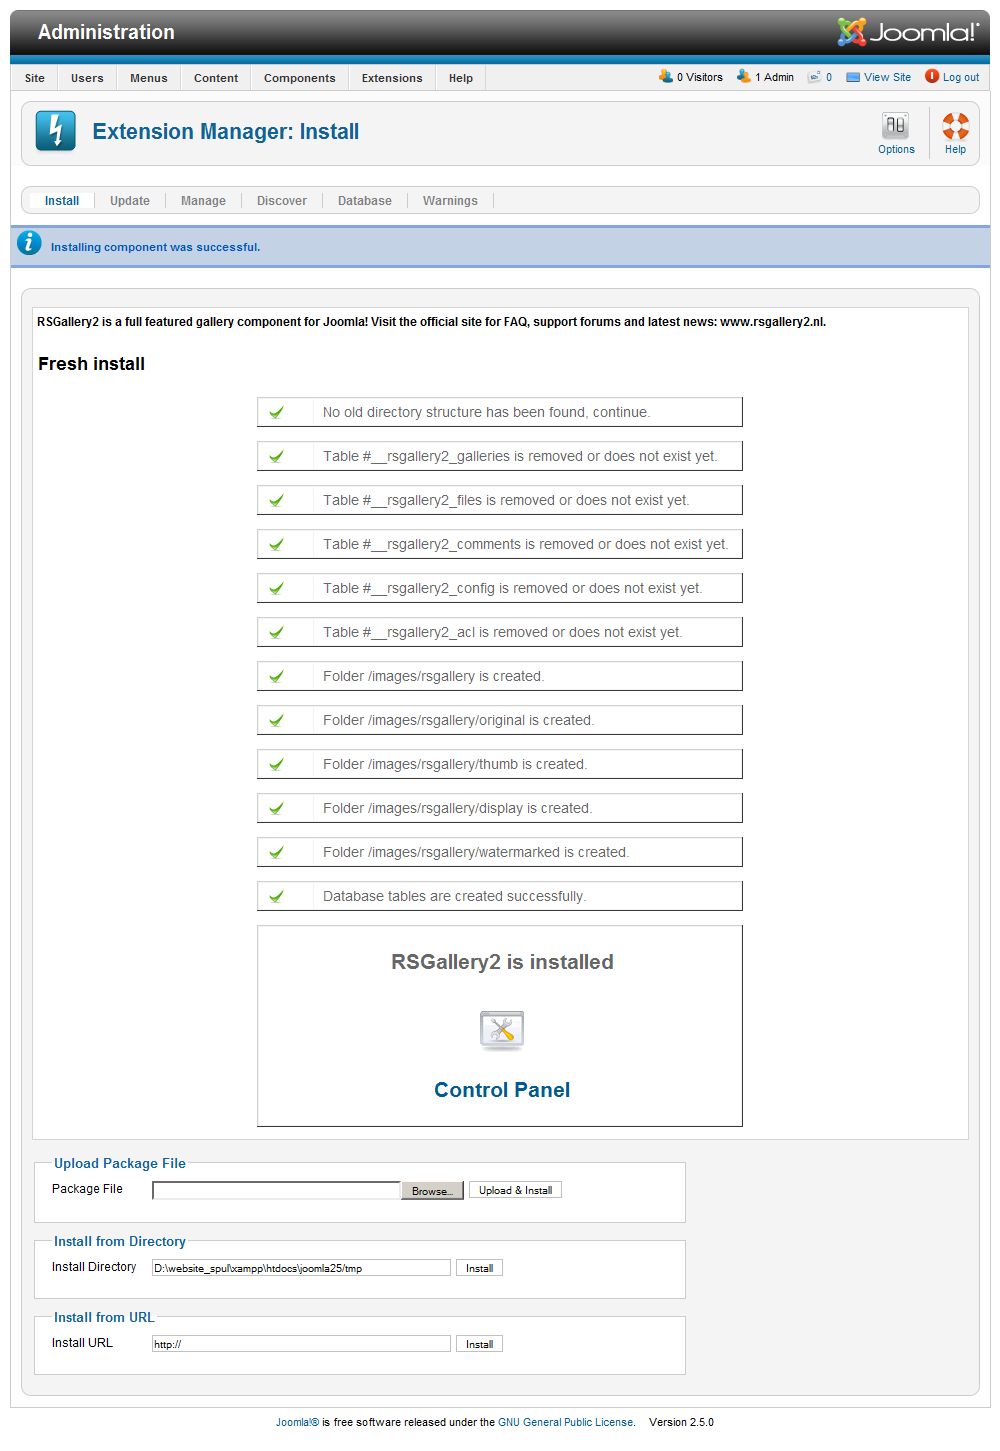 Administration
Joomla!
Site Users Menus Content Components Extensions Help 0 Visitors 1 Admin 0 View Site Log out
Extension Manager: Install
Options
Help
Install Update Manage Discover Database Warnings
Installing component was successful.
RSGallery2 is a full featured gallery component for Joomla! Visit the official site for FAQ, support forums and latest news: www.rsgallery2.nl.
Fresh install
No old directory structure has been found, continue.
Table #__rsgallery2_galleries is removed or does not exist yet.
Table #__rsgallery2_files is removed or does not exist yet.
Table #__rsgallery2_comments is removed or does not exist yet.
Table #__rsgallery2_config is removed or does not exist yet.
Table #__rsgallery2_acl is removed or does not exist yet.
Folder /images/rsgallery is created.
Folder /images/rsgallery/original is created.
Folder /images/rsgallery/thumb is created.
Folder /images/rsgallery/display is created.
Folder /images/rsgallery/watermarked is created.
Database tables are created successfully.
RSGallery2 is installed
Control Panel
Upload Package File
Package File Browse... Upload & Install
Install from Directory
Install Directory D:\website_spul\xampp\htdocs\joomla25/tmp Install
Install from URL
Install URL http:// Install
Joomla!® is free software released under the GNU General Public License. Version 2.5.0